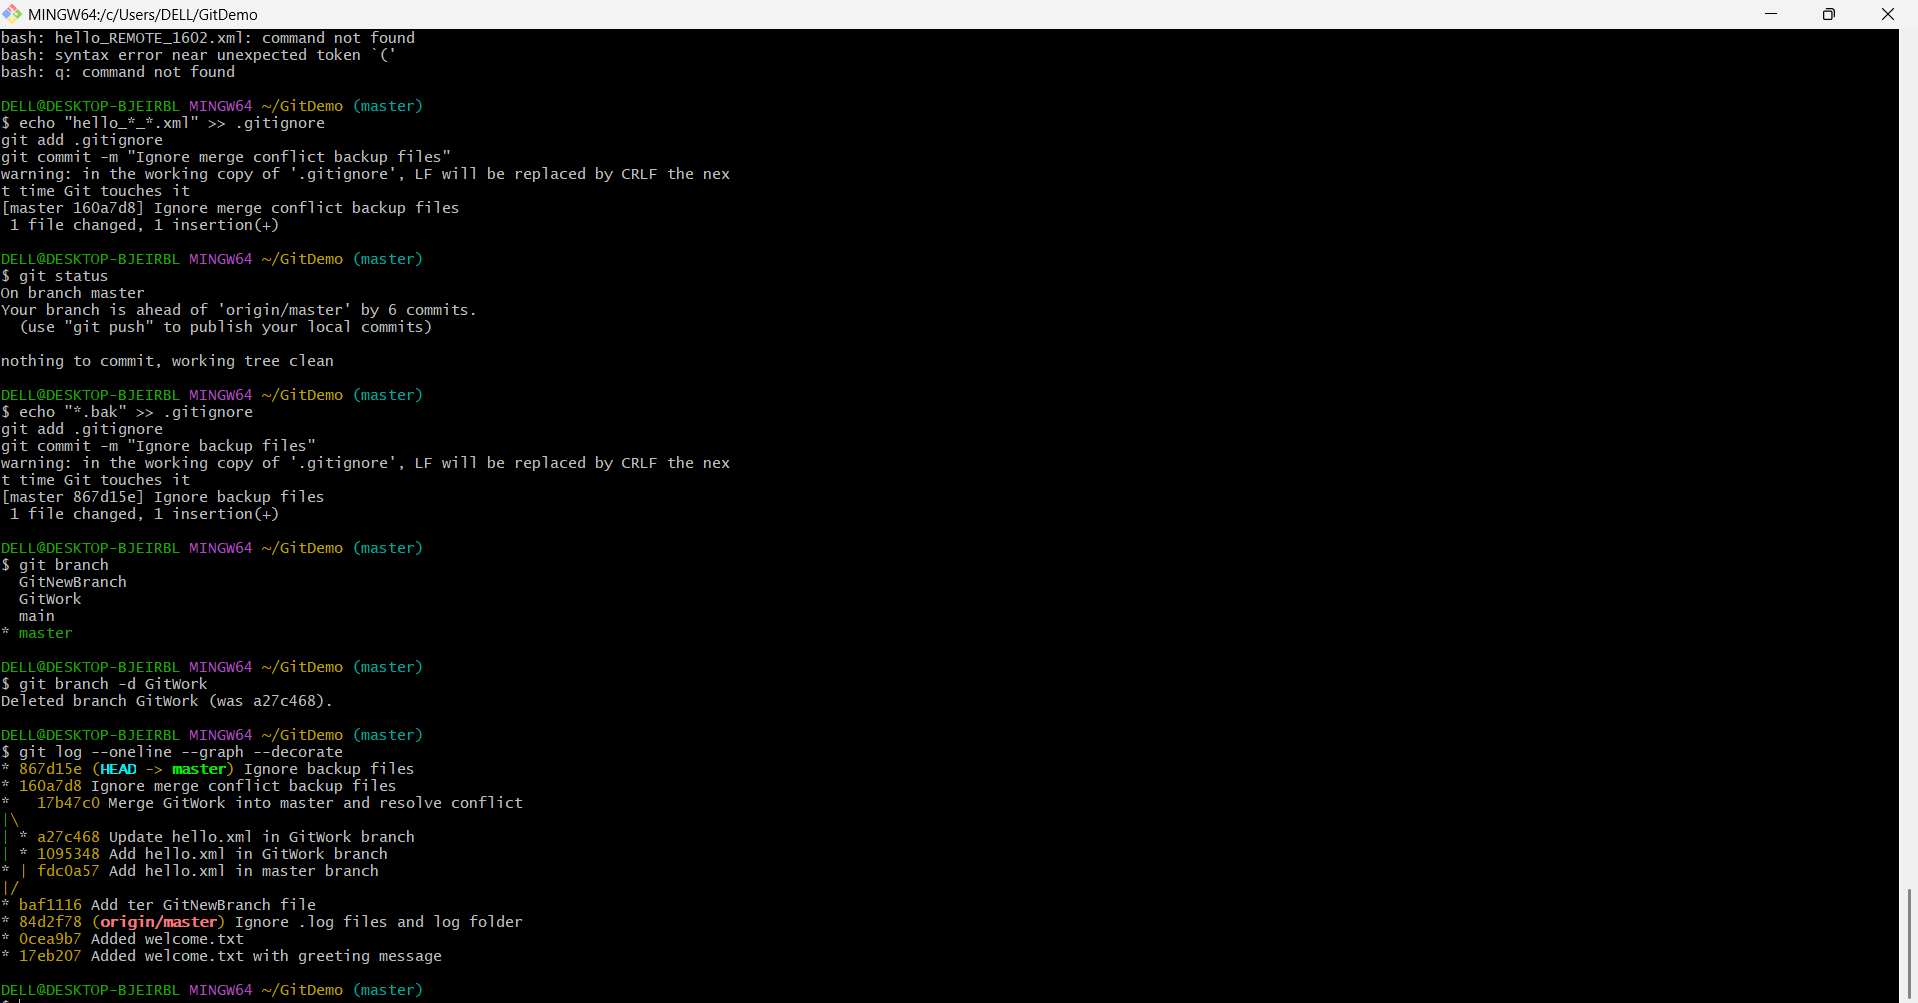 MINGW64:/c/Users/DELL/GitDemo
bash: hello_REMOTE_1602.xml: command not found
bash: syntax error near unexpected token `('
bash: q: command not found
DELL@DESKTOP-BJEIRBL MINGW64 ~/GitDemo (master)
$ echo "hello_*_*.xml" >> .gitignore
git add .gitignore
git commit -m "Ignore merge conflict backup files"
warning: in the working copy of '.gitignore', LF will be replaced by CRLF the nex
t time Git touches it
[master 160a7d8] Ignore merge conflict backup files
 1 file changed, 1 insertion(+)
DELL@DESKTOP-BJEIRBL MINGW64 ~/GitDemo (master)
$ git status
On branch master
Your branch is ahead of 'origin/master' by 6 commits.
  (use "git push" to publish your local commits)
nothing to commit, working tree clean
DELL@DESKTOP-BJEIRBL MINGW64 ~/GitDemo (master)
$ echo "*.bak" >> .gitignore
git add .gitignore
git commit -m "Ignore backup files"
warning: in the working copy of '.gitignore', LF will be replaced by CRLF the nex
t time Git touches it
[master 867d15e] Ignore backup files
 1 file changed, 1 insertion(+)
DELL@DESKTOP-BJEIRBL MINGW64 ~/GitDemo (master)
$ git branch
  GitNewBranch
  GitWork
  main
* master
DELL@DESKTOP-BJEIRBL MINGW64 ~/GitDemo (master)
$ git branch -d GitWork
Deleted branch GitWork (was a27c468).
DELL@DESKTOP-BJEIRBL MINGW64 ~/GitDemo (master)
$ git log --oneline --graph --decorate
* 867d15e (HEAD -> master) Ignore backup files
* 160a7d8 Ignore merge conflict backup files
*   17b47c0 Merge GitWork into master and resolve conflict
|\
| * a27c468 Update hello.xml in GitWork branch
| * 1095348 Add hello.xml in GitWork branch
* | fdc0a57 Add hello.xml in master branch
|/
* baf1116 Add ter GitNewBranch file
* 84d2f78 (origin/master) Ignore .log files and log folder
* 0cea9b7 Added welcome.txt
* 17eb207 Added welcome.txt with greeting message
DELL@DESKTOP-BJEIRBL MINGW64 ~/GitDemo (master)